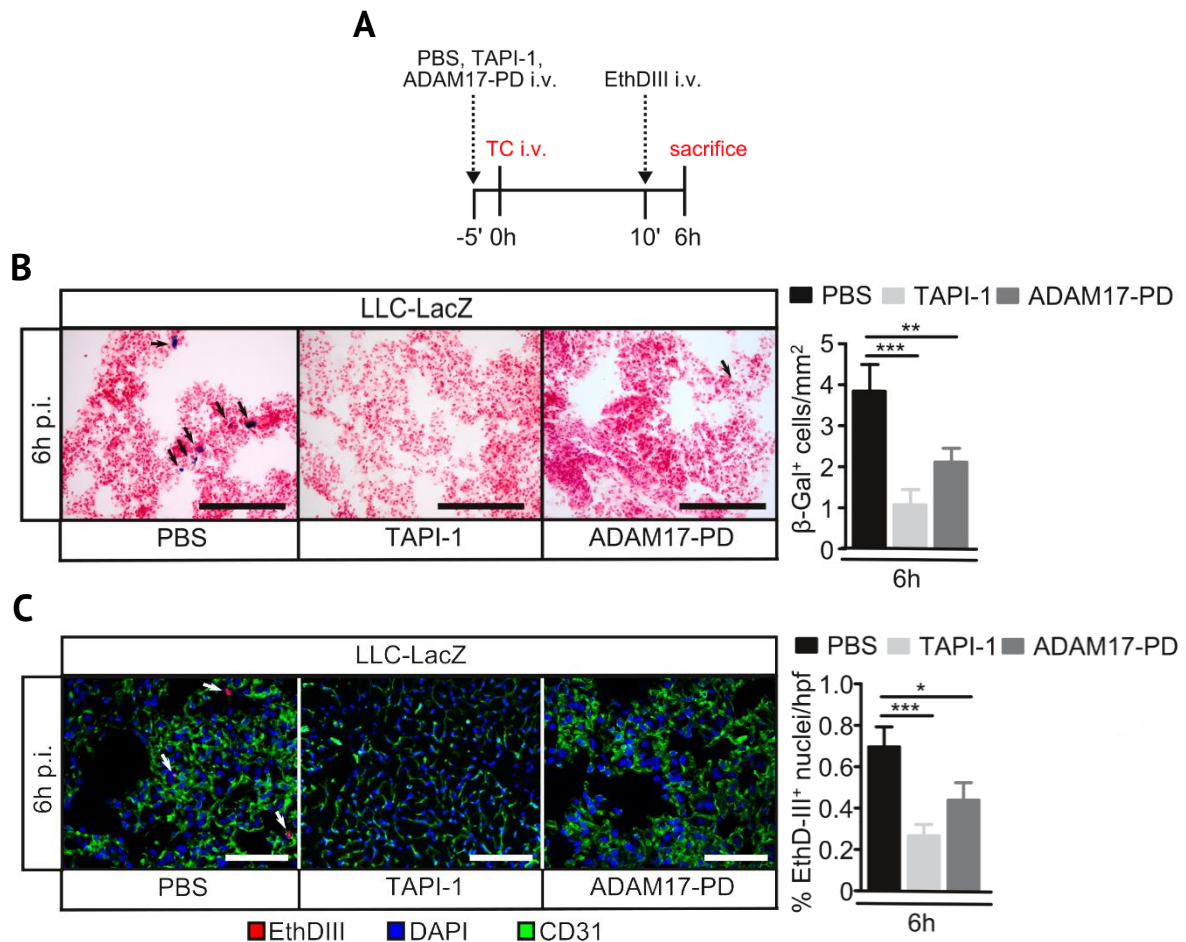 A
PBS, TAPI-1,
ADAM17-PD i.v.
EthDIII i.v.
TC i.v.
sacrifice
-5' 0h
10' 6h
B
LLC-LacZ
6h p.i.
PBS
TAPI-1
ADAM17-PD
PBS TAPI-1 ADAM17-PD
β-Gal⁺ cells/mm²
5
4
3
2
1
0
**
***
6h
C
LLC-LacZ
6h p.i.
PBS
TAPI-1
ADAM17-PD
EthDIII DAPI CD31
PBS TAPI-1 ADAM17-PD
% EthD-III⁺ nuclei/hpf
1.0
0.8
0.6
0.4
0.2
0
*
***
6h